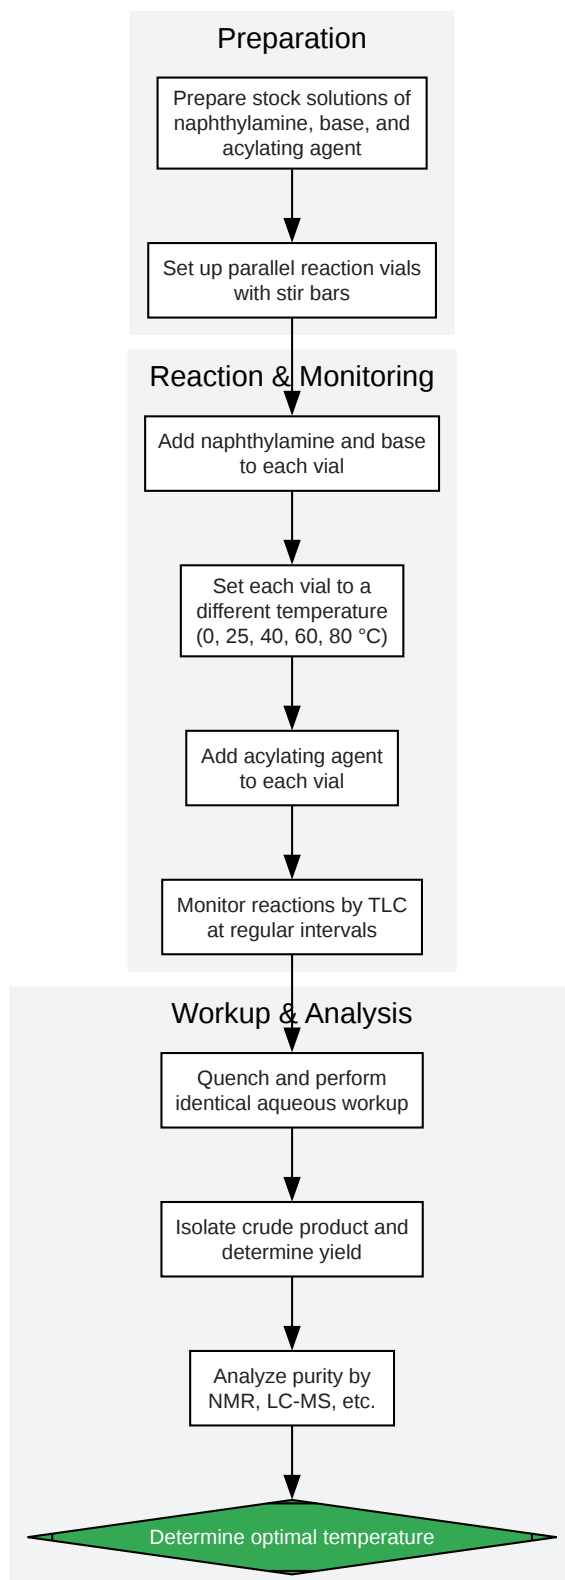 Preparation
Prepare stock solutions of
naphthylamine, base, and
acylating agent
Set up parallel reaction vials
with stir bars
Reaction & Monitoring
Add naphthylamine and base
to each vial
Set each vial to a
different temperature
(0, 25, 40, 60, 80 °C)
Add acylating agent
to each vial
Monitor reactions by TLC
at regular intervals
Workup & Analysis
Quench and perform
identical aqueous workup
Isolate crude product and
determine yield
Analyze purity by
NMR, LC-MS, etc.
Determine optimal temperature